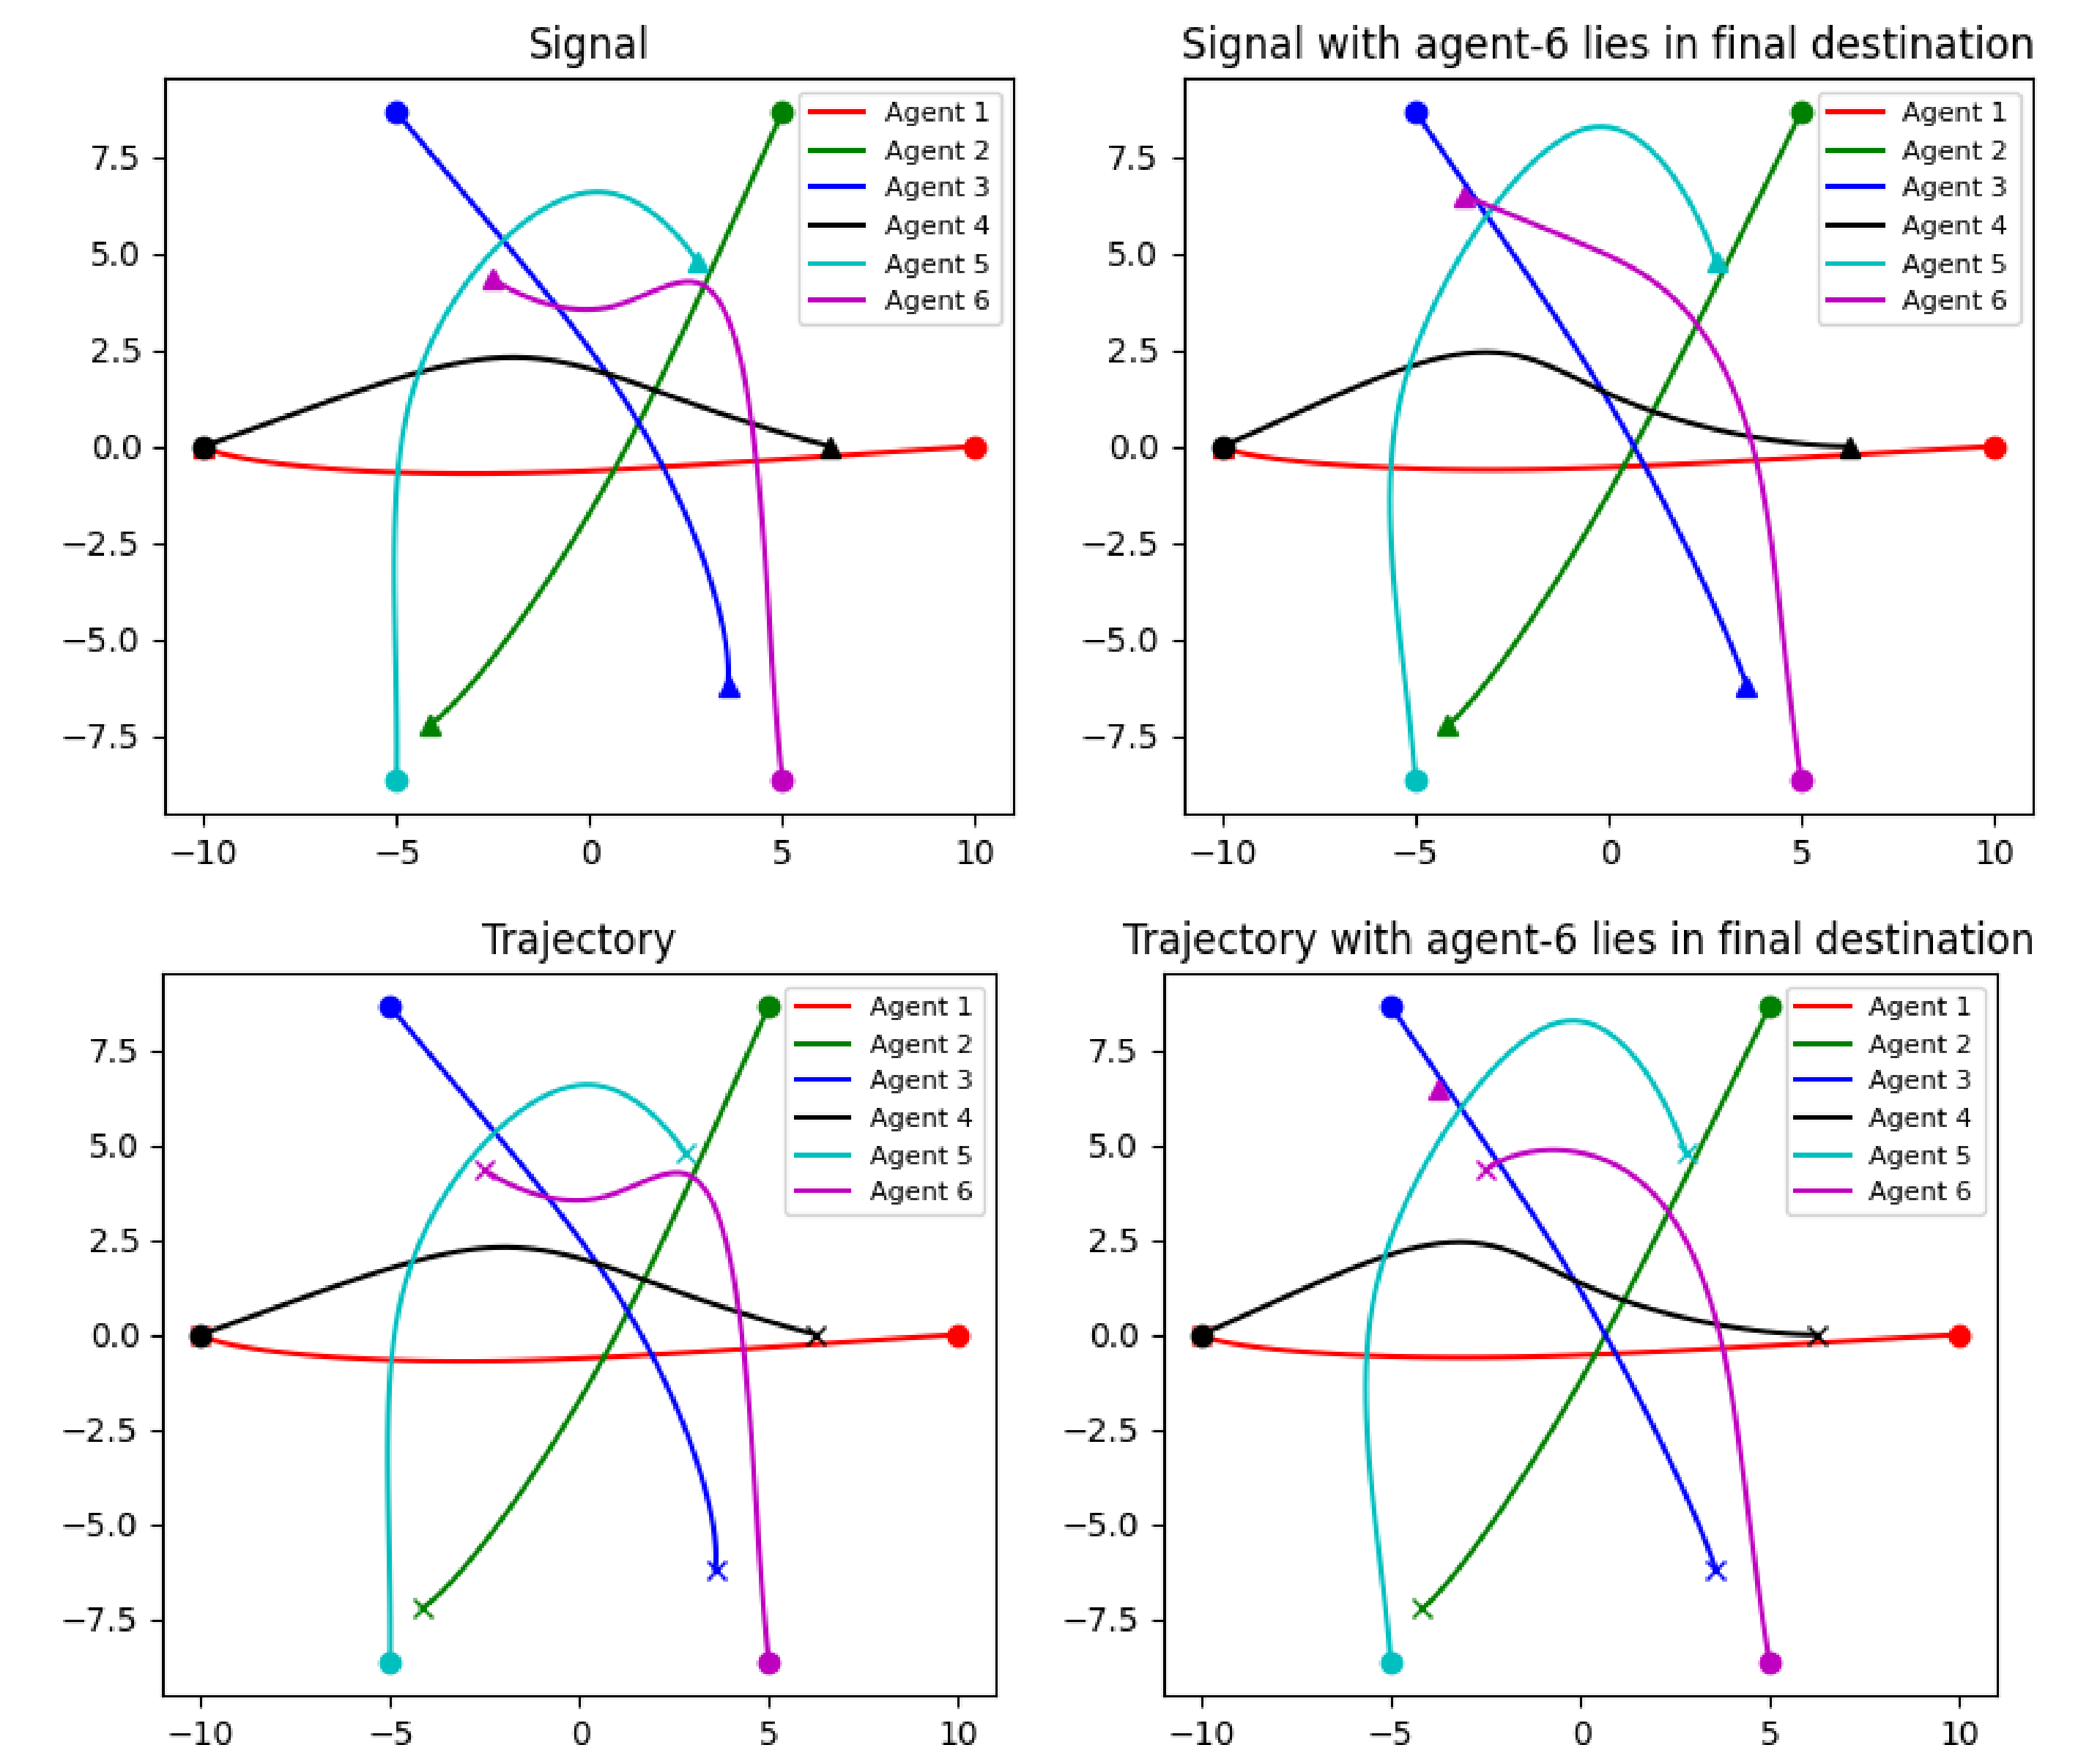 Signal
7.5
5.0
2.5
0.0
−2.5
−5.0
−7.5
−10 −5 0 5 10
Agent 1
Agent 2
Agent 3
Agent 4
Agent 5
Agent 6
Signal with agent-6 lies in final destination
7.5
5.0
2.5
0.0
−2.5
−5.0
−7.5
−10 −5 0 5 10
Agent 1
Agent 2
Agent 3
Agent 4
Agent 5
Agent 6
Trajectory
7.5
5.0
2.5
0.0
−2.5
−5.0
−7.5
−10 −5 0 5 10
Agent 1
Agent 2
Agent 3
Agent 4
Agent 5
Agent 6
Trajectory with agent-6 lies in final destination
7.5
5.0
2.5
0.0
−2.5
−5.0
−7.5
−10 −5 0 5 10
Agent 1
Agent 2
Agent 3
Agent 4
Agent 5
Agent 6